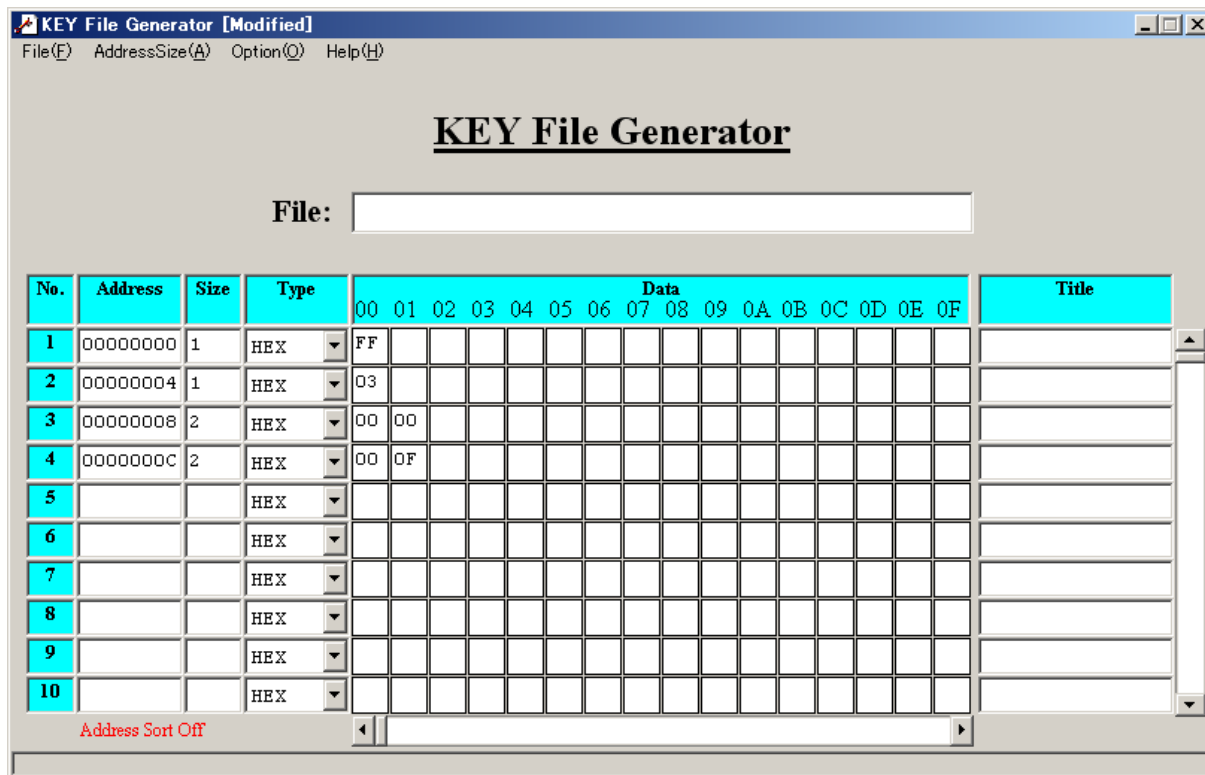 KEY File Generator [Modified]
File(F) AddressSize(A) Option(O) Help(H)
KEY File Generator
File:
No. Address Size Type Data Title
00 01 02 03 04 05 06 07 08 09 0A 0B 0C 0D 0E 0F
1 00000000 1 HEX FF
2 00000004 1 HEX 03
3 00000008 2 HEX 00 00
4 0000000C 2 HEX 00 0F
5 HEX
6 HEX
7 HEX
8 HEX
9 HEX
10 HEX
Address Sort Off